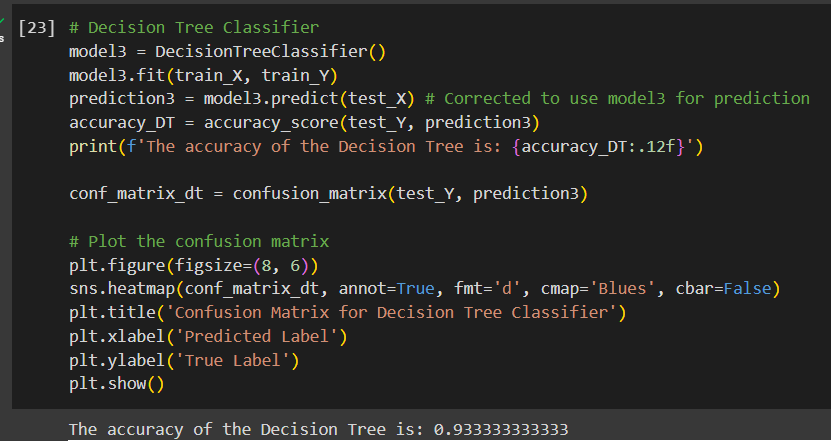 [23] # Decision Tree Classifier
model3 = DecisionTreeClassifier()
model3.fit(train_X, train_Y)
prediction3 = model3.predict(test_X) # Corrected to use model3 for prediction
accuracy_DT = accuracy_score(test_Y, prediction3)
print(f'The accuracy of the Decision Tree is: {accuracy_DT:.12f}')
conf_matrix_dt = confusion_matrix(test_Y, prediction3)
# Plot the confusion matrix
plt.figure(figsize=(8, 6))
sns.heatmap(conf_matrix_dt, annot=True, fmt='d', cmap='Blues', cbar=False)
plt.title('Confusion Matrix for Decision Tree Classifier')
plt.xlabel('Predicted Label')
plt.ylabel('True Label')
plt.show()
The accuracy of the Decision Tree is: 0.933333333333